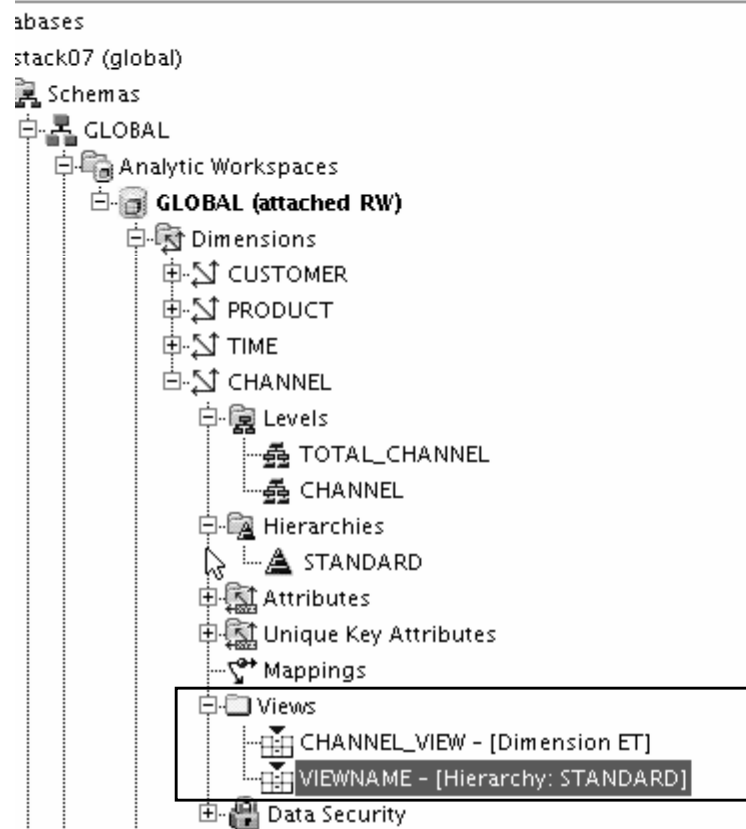 abases
stack07 (global)
Schemas
GLOBAL
Analytic Workspaces
GLOBAL (attached RW)
Dimensions
CUSTOMER
PRODUCT
TIME
CHANNEL
Levels
TOTAL_CHANNEL
CHANNEL
Hierarchies
STANDARD
Attributes
Unique Key Attributes
Mappings
Views
CHANNEL_VIEW - [Dimension ET]
VIEWNAME - [Hierarchy: STANDARD]
Data Security